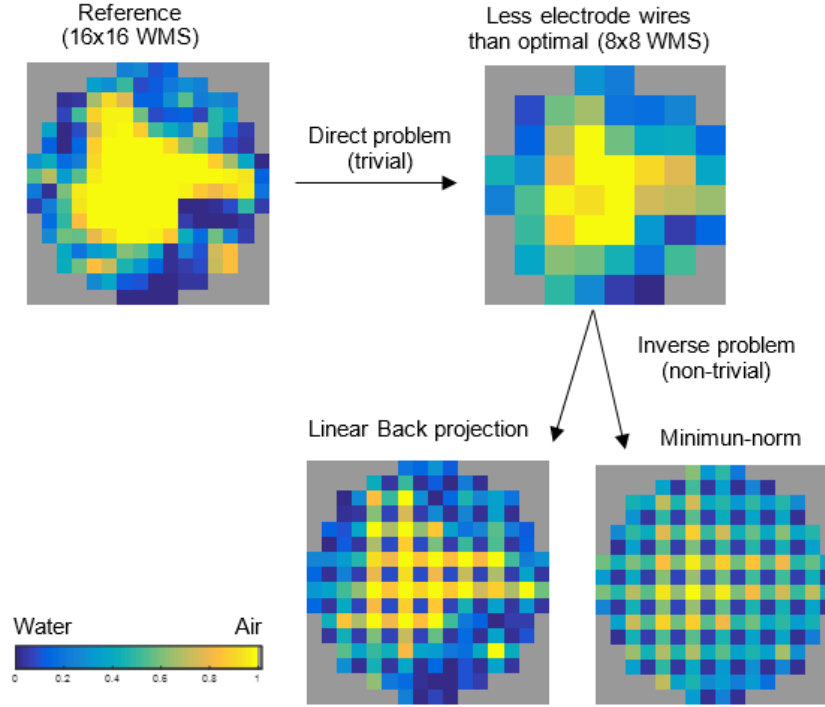 Reference
(16x16 WMS)
Less electrode wires
than optimal (8x8 WMS)
Direct problem
(trivial)
Inverse problem
(non-trivial)
Linear Back projection
Minimun-norm
Water
Air
0 0.2 0.4 0.6 0.8 1